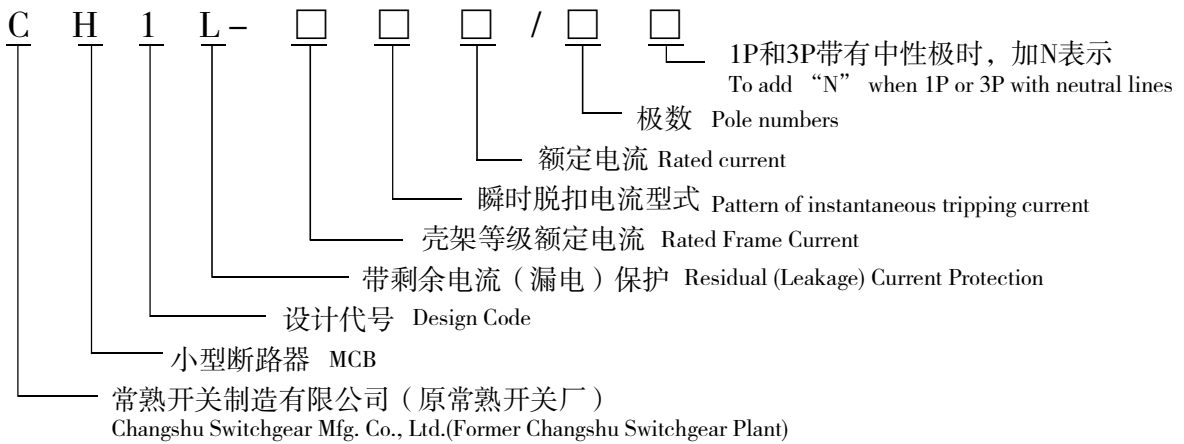 C H 1 L – □ □ □ / □ □
1P和3P带有中性极时，加N表示
To add “N” when 1P or 3P with neutral lines
极数 Pole numbers
额定电流 Rated current
瞬时脱扣电流型式 Pattern of instantaneous tripping current
壳架等级额定电流 Rated Frame Current
带剩余电流（漏电）保护 Residual (Leakage) Current Protection
设计代号 Design Code
小型断路器 MCB
常熟开关制造有限公司（原常熟开关厂）
Changshu Switchgear Mfg. Co., Ltd.(Former Changshu Switchgear Plant)